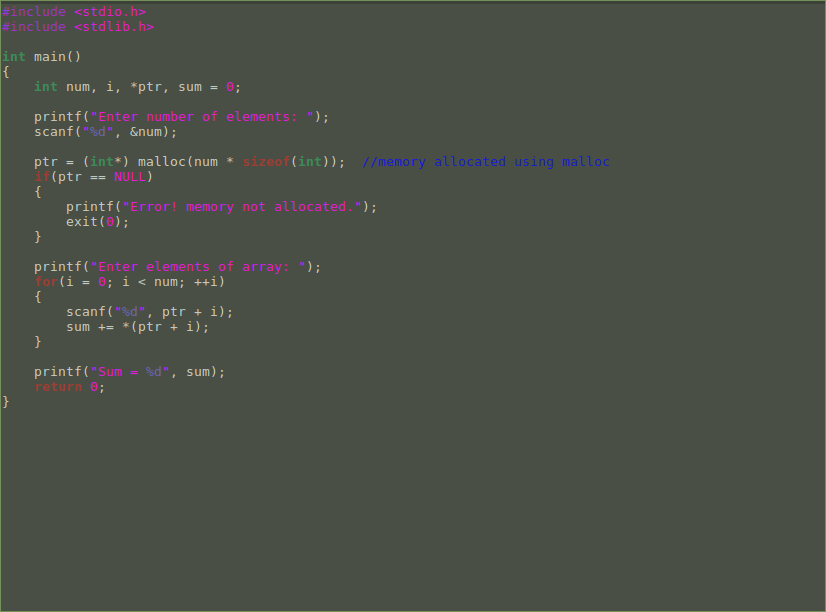 #include <stdio.h>
#include <stdlib.h>

int main()
{
    int num, i, *ptr, sum = 0;

    printf("Enter number of elements: ");
    scanf("%d", &num);

    ptr = (int*) malloc(num * sizeof(int));  //memory allocated using malloc
    if(ptr == NULL)
    {
        printf("Error! memory not allocated.");
        exit(0);
    }

    printf("Enter elements of array: ");
    for(i = 0; i < num; ++i)
    {
        scanf("%d", ptr + i);
        sum += *(ptr + i);
    }

    printf("Sum = %d", sum);
    return 0;
}